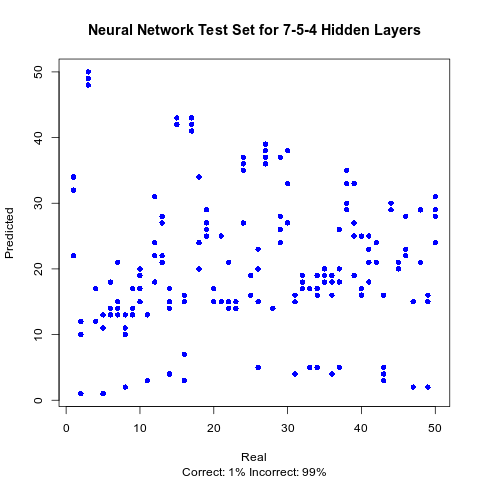 Neural Network Test Set for 7-5-4 Hidden Layers
Predicted
50
40
30
20
10
0
0 10 20 30 40 50
Real
Correct: 1% Incorrect: 99%